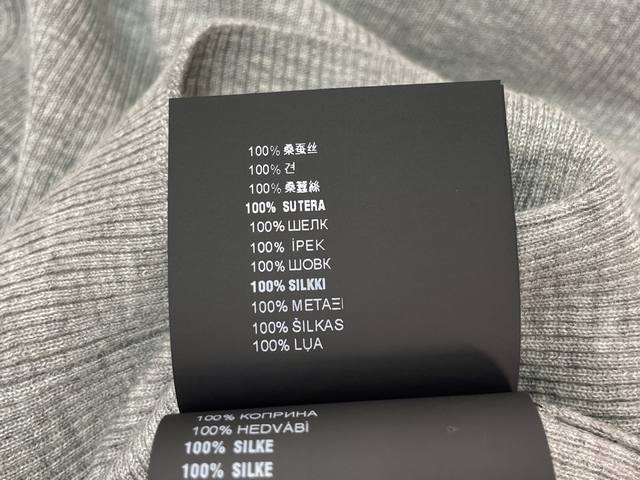 100% 桑蚕丝
100% 견
100% 桑蠶絲
100% SUTERA
100% ШЕЛК
100% İPEK
100% ШОВК
100% SILKKI
100% ΜΕΤΑΞΙ
100% ŠILKAS
100% LỤA
100% КОПРИНА
100% HEDVÁBÍ
100% SILKE
100% SILKE